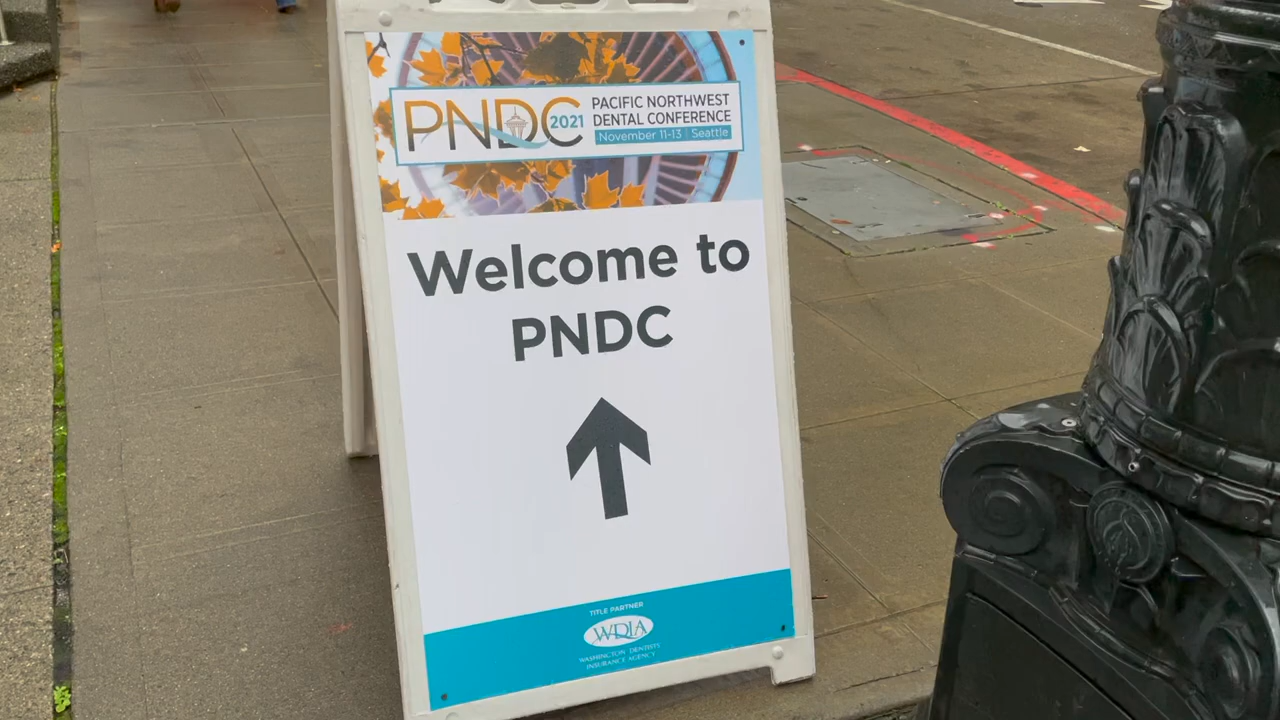 PNDC 2021
PACIFIC NORTHWEST
DENTAL CONFERENCE
November 11-13 | Seattle
Welcome to
PNDC
TITLE PARTNER
WDIA
WASHINGTON DENTISTS
INSURANCE AGENCY